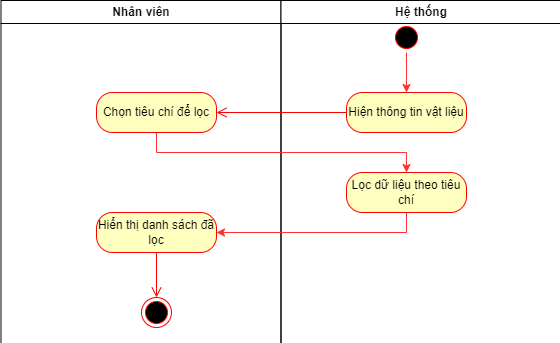 Nhân viên
Hệ thống
Chọn tiêu chí để lọc
Hiện thông tin vật liệu
Lọc dữ liệu theo tiêu
chí
Hiển thị danh sách đã
lọc